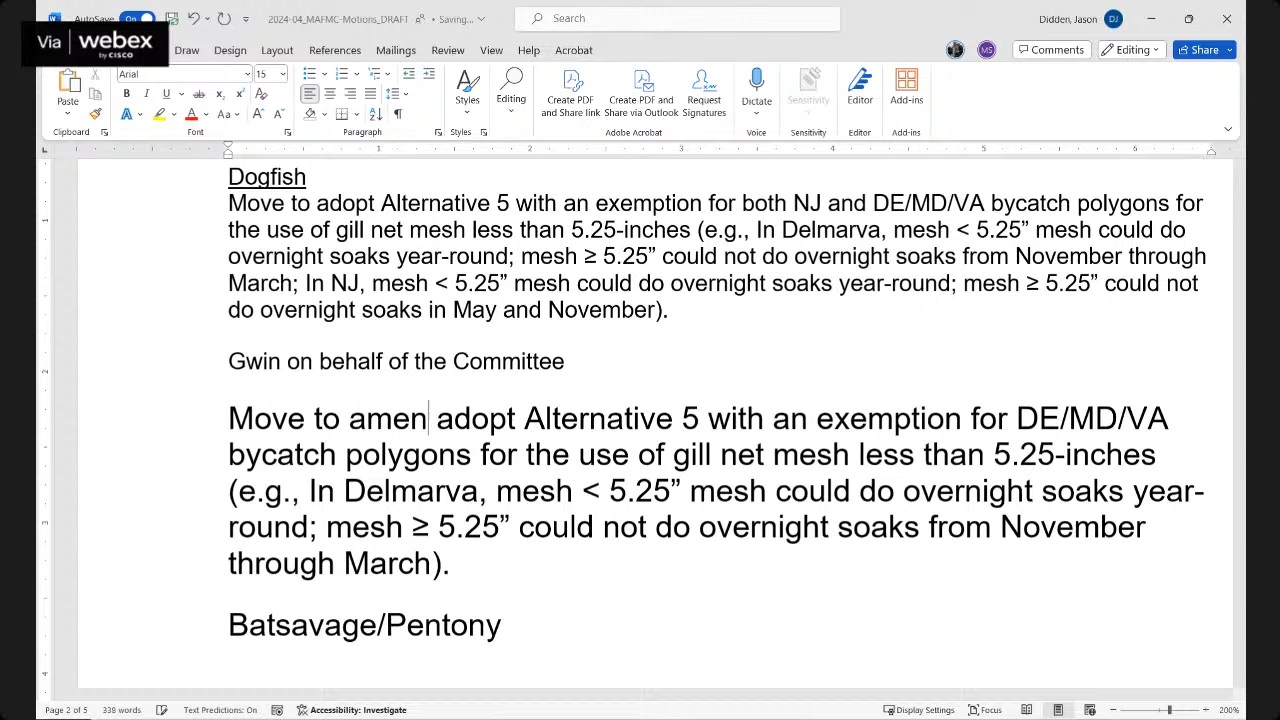 AutoSave On 2024-04_MAFMC-Motions_DRAFT Saving... Search Didden, Jason DJ
Via webex by CISCO
Draw Design Layout References Mailings Review View Help Acrobat MS Comments Editing Share
Arial 15
Paste Styles Editing Create PDF and Share link Create PDF and Share via Outlook Request Signatures Dictate Sensitivity Editor Add-ins
Clipboard Font Paragraph Styles Adobe Acrobat Voice Sensitivity Editor Add-ins
1 2 3 4 5 6
Dogfish
Move to adopt Alternative 5 with an exemption for both NJ and DE/MD/VA bycatch polygons for
the use of gill net mesh less than 5.25-inches (e.g., In Delmarva, mesh < 5.25” mesh could do
overnight soaks year-round; mesh ≥ 5.25” could not do overnight soaks from November through
March; In NJ, mesh < 5.25” mesh could do overnight soaks year-round; mesh ≥ 5.25” could not
do overnight soaks in May and November).
Gwin on behalf of the Committee
Move to amen adopt Alternative 5 with an exemption for DE/MD/VA
bycatch polygons for the use of gill net mesh less than 5.25-inches
(e.g., In Delmarva, mesh < 5.25” mesh could do overnight soaks year-
round; mesh ≥ 5.25” could not do overnight soaks from November
through March).
Batsavage/Pentony
Page 2 of 5 338 words Text Predictions: On Accessibility: Investigate Display Settings Focus 200%